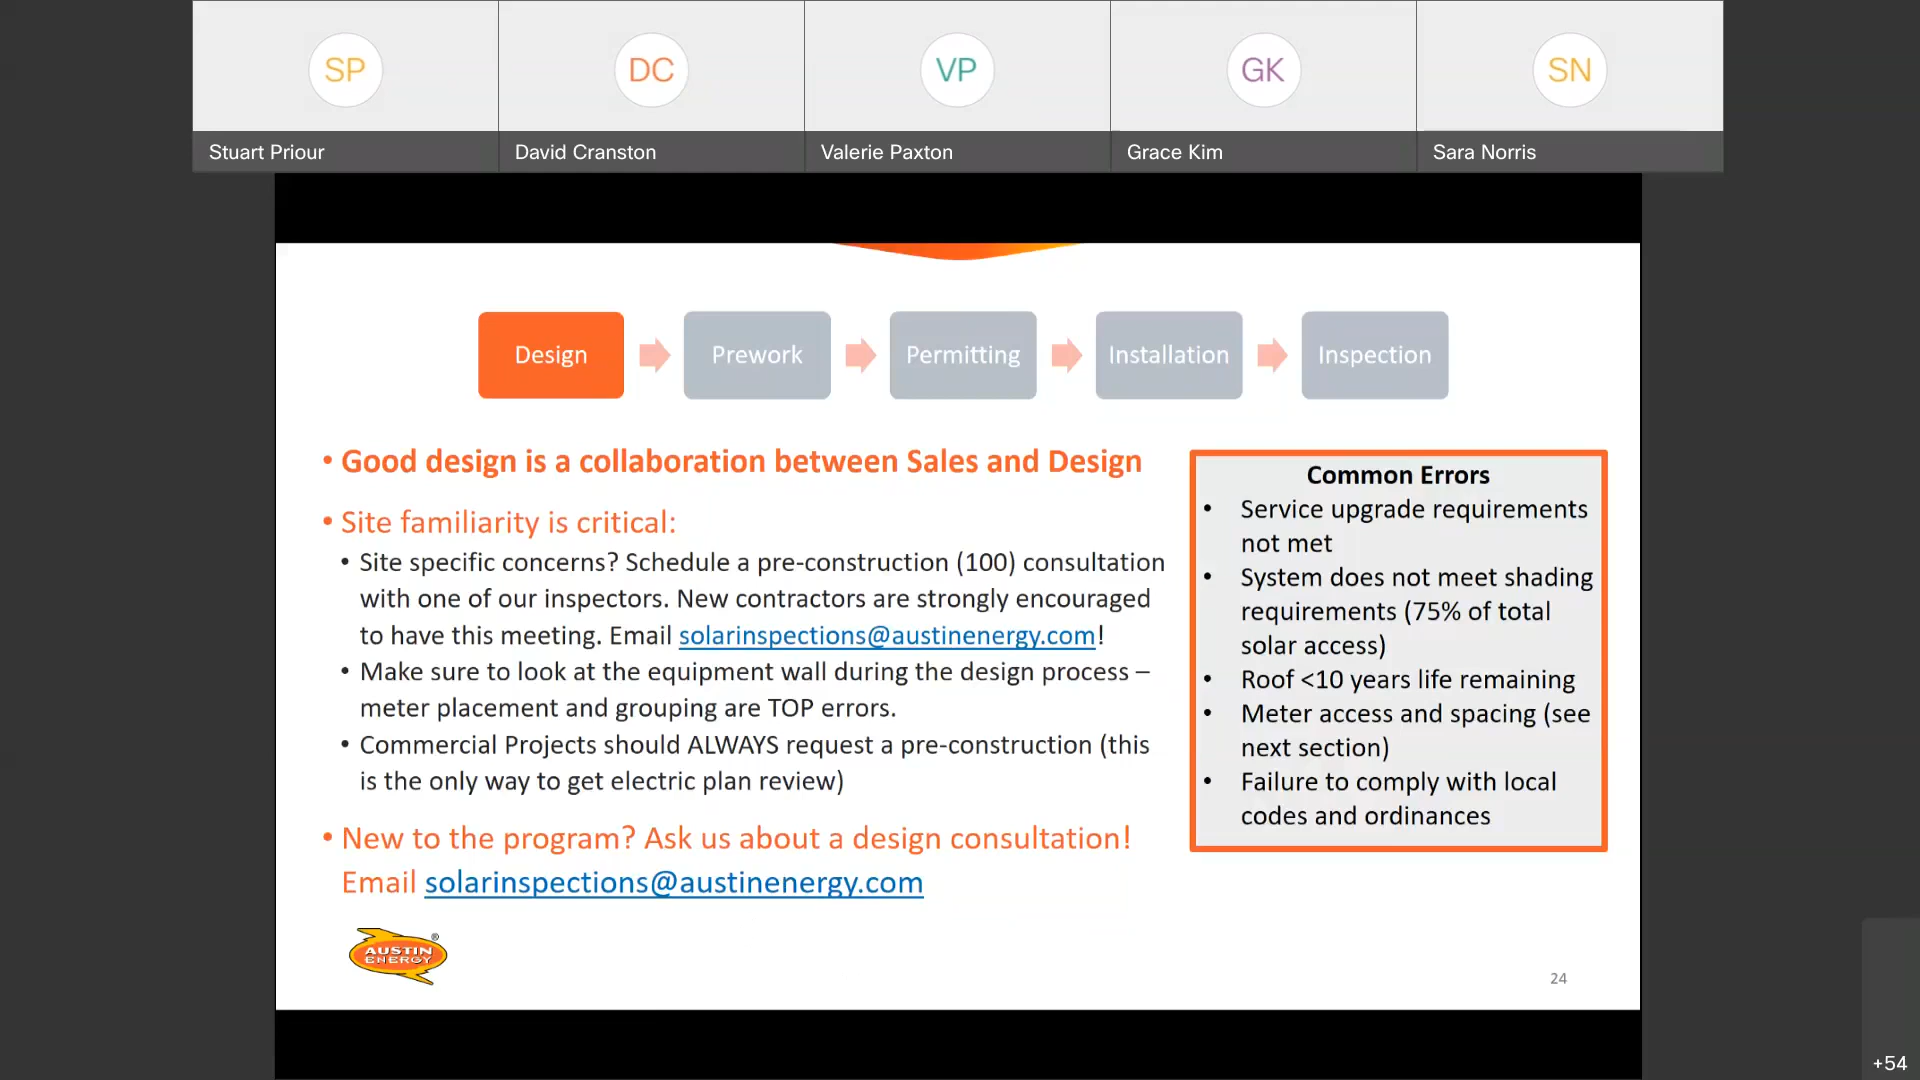 SP
DC
VP
GK
SN
Stuart Priour
David Cranston
Valerie Paxton
Grace Kim
Sara Norris
Design
Prework
Permitting
Installation
Inspection
• Good design is a collaboration between Sales and Design
• Site familiarity is critical:
• Site specific concerns? Schedule a pre-construction (100) consultation
with one of our inspectors. New contractors are strongly encouraged
to have this meeting. Email solarinspections@austinenergy.com!
• Make sure to look at the equipment wall during the design process –
meter placement and grouping are TOP errors.
• Commercial Projects should ALWAYS request a pre-construction (this
is the only way to get electric plan review)
• New to the program? Ask us about a design consultation!
Email solarinspections@austinenergy.com
Common Errors
• Service upgrade requirements
not met
• System does not meet shading
requirements (75% of total
solar access)
• Roof <10 years life remaining
• Meter access and spacing (see
next section)
• Failure to comply with local
codes and ordinances
AUSTIN
ENERGY
®
24
+54